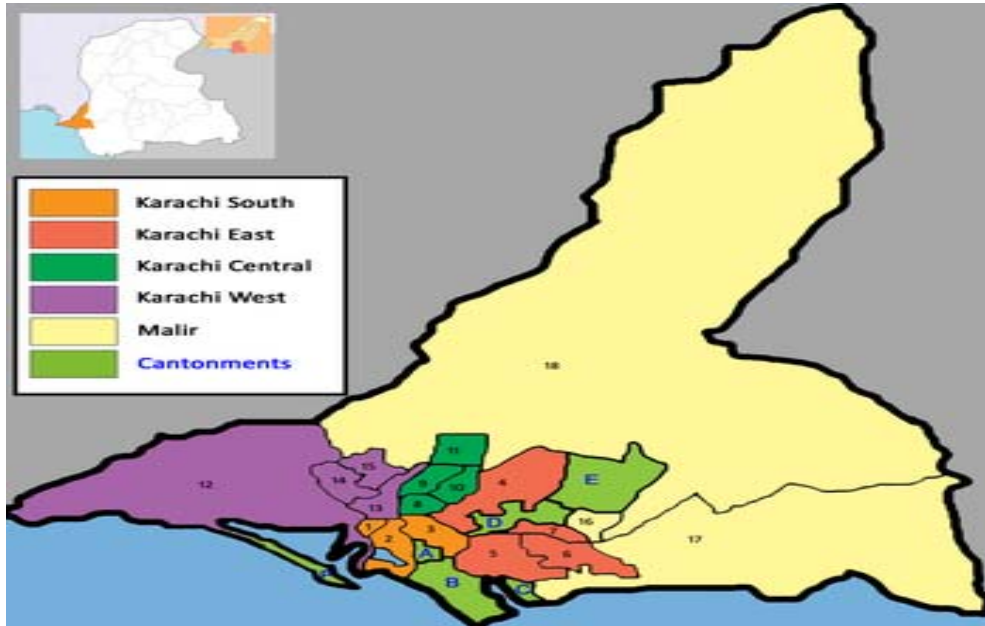 Karachi South
Karachi East
Karachi Central
Karachi West
Malir
Cantonments
18
11
15
12
14
9
10
4
E
13
8
1
2
3
D
16
7
17
A
5
6
F
B
C